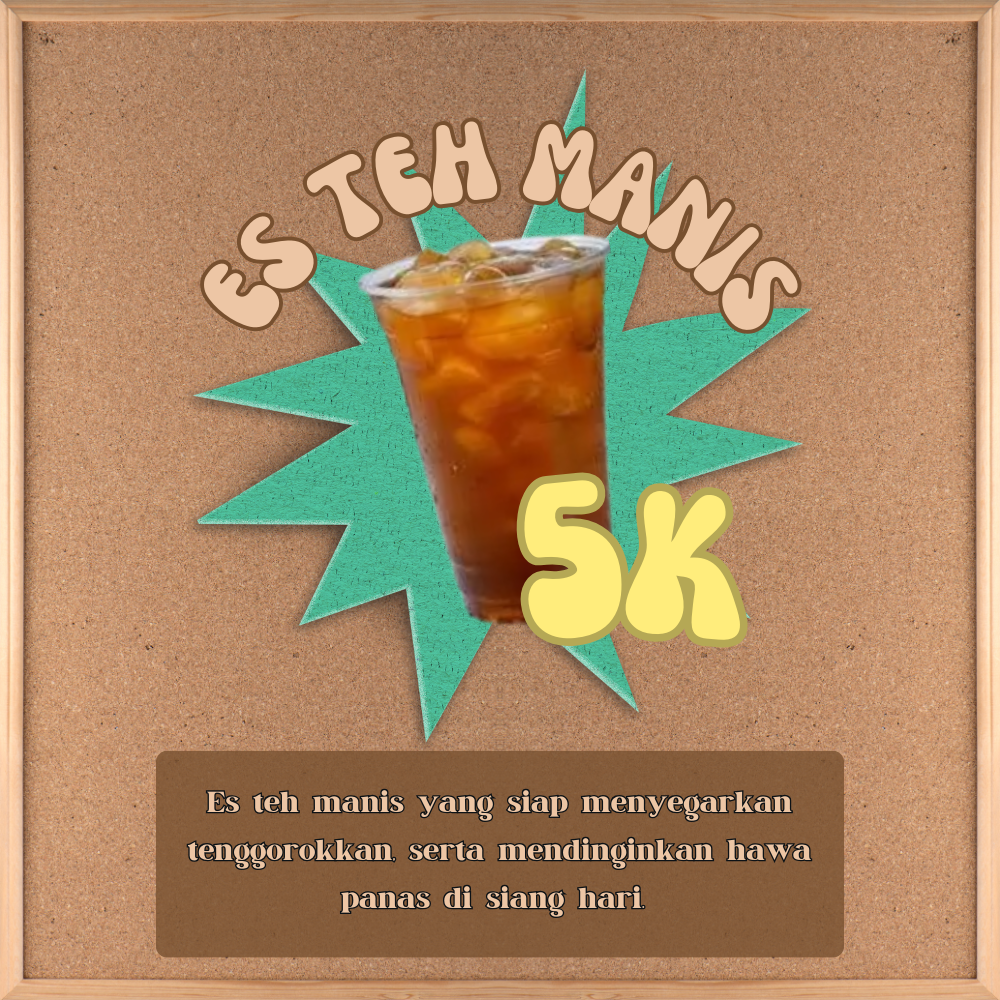 ES TEH MANIS
5K
Es teh manis yang siap menyegarkan
tenggorokkan, serta mendinginkan hawa
panas di siang hari.